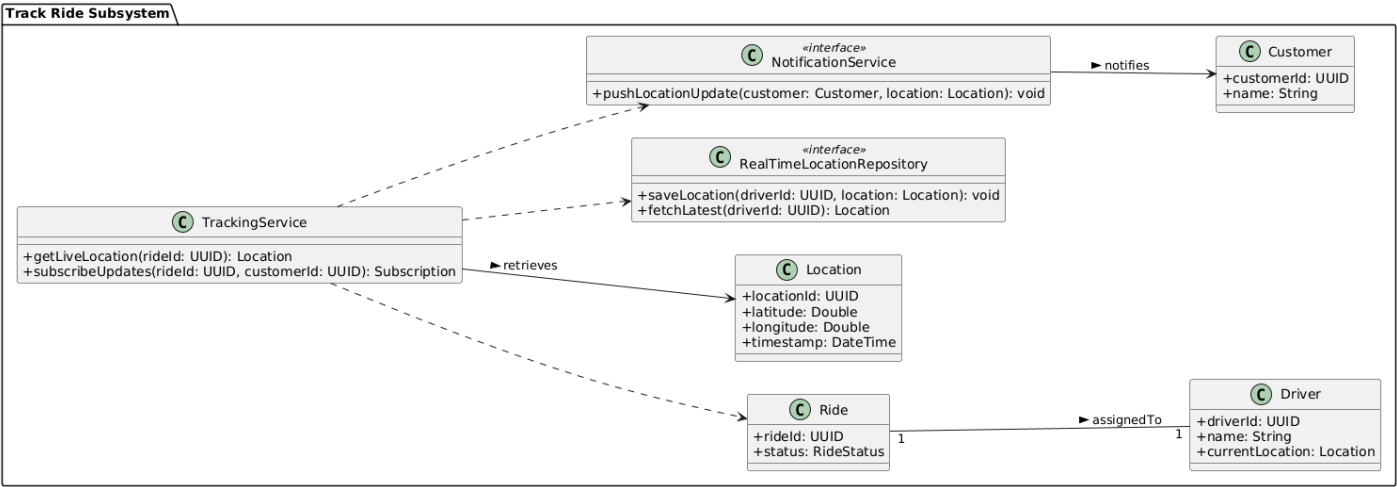 Track Ride Subsystem
C
«interface»
NotificationService
+pushLocationUpdate(customer: Customer, location: Location): void
notifies
C Customer
+customerId: UUID
+name: String
C
«interface»
RealTimeLocationRepository
+saveLocation(driverId: UUID, location: Location): void
+fetchLatest(driverId: UUID): Location
C TrackingService
+getLiveLocation(rideId: UUID): Location
+subscribeUpdates(rideId: UUID, customerId: UUID): Subscription
retrieves
C Location
+locationId: UUID
+latitude: Double
+longitude: Double
+timestamp: DateTime
C Ride
+rideId: UUID
+status: RideStatus
1
assignedTo
1
C Driver
+driverId: UUID
+name: String
+currentLocation: Location